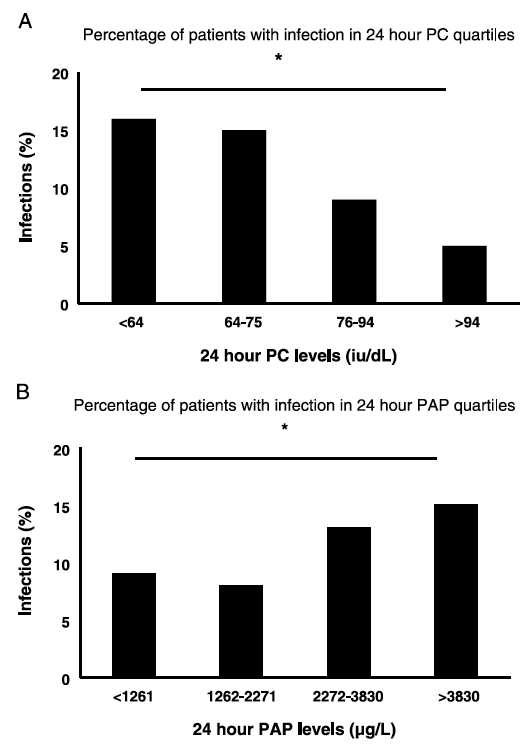 A
Percentage of patients with infection in 24 hour PC quartiles
*
20
15
10
5
0
Infections (%)
<64 64-75 76-94 >94
24 hour PC levels (iu/dL)
B
Percentage of patients with infection in 24 hour PAP quartiles
*
20
15
10
5
0
Infections (%)
<1261 1262-2271 2272-3830 >3830
24 hour PAP levels (µg/L)